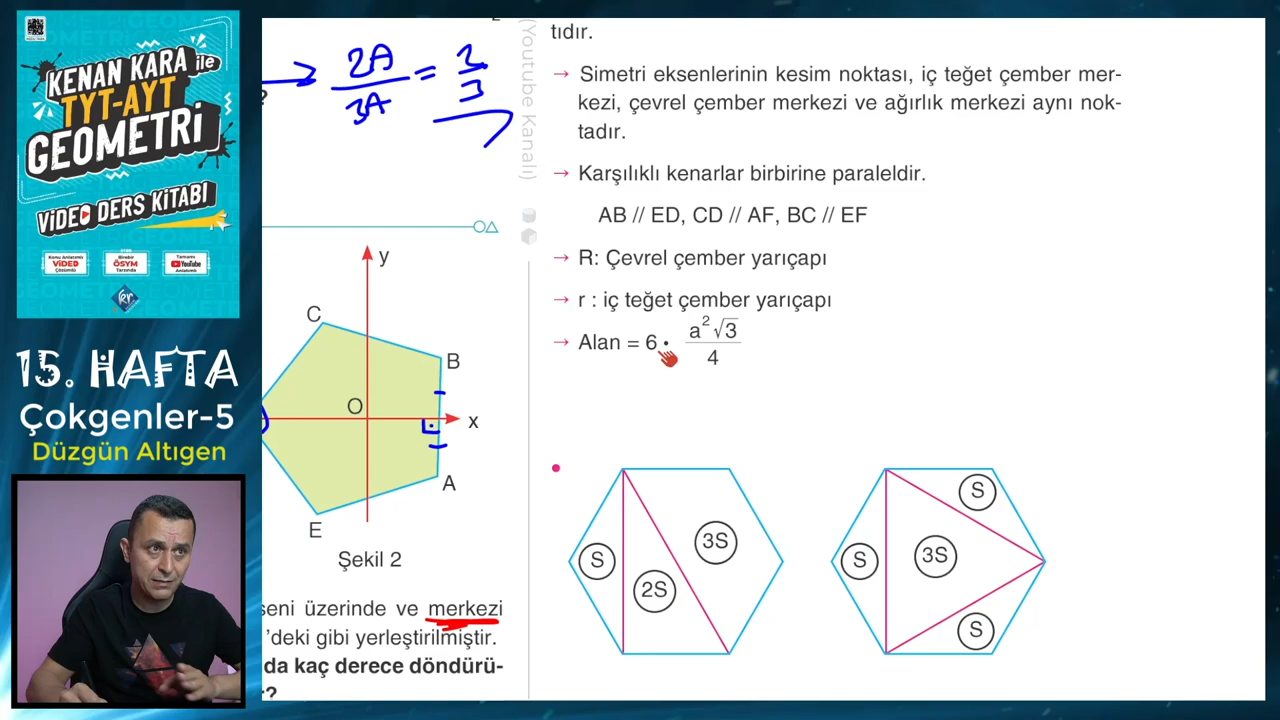 KENAN KARA ile
TYT-AYT
GEOMETRİ
VİDEO DERS KİTABI
VİDEO
ÖSYM
YouTube
15. HAFTA
Çokgenler-5
Düzgün Altıgen
2A
3A
=
2
3
?
(Youtube Kanalı)
y
C
B
O
x
A
E
Şekil 2
seni üzerinde ve merkezi
'deki gibi yerleştirilmiştir.
da kaç derece döndürü-
r?
tıdır.
→ Simetri eksenlerinin kesim noktası, iç teğet çember mer-
kezi, çevrel çember merkezi ve ağırlık merkezi aynı nok-
tadır.
→ Karşılıklı kenarlar birbirine paraleldir.
AB // ED, CD // AF, BC // EF
→ R: Çevrel çember yarıçapı
→ r : iç teğet çember yarıçapı
→ Alan = 6 • a²√3
4
S
2S
3S
S
3S
S
S